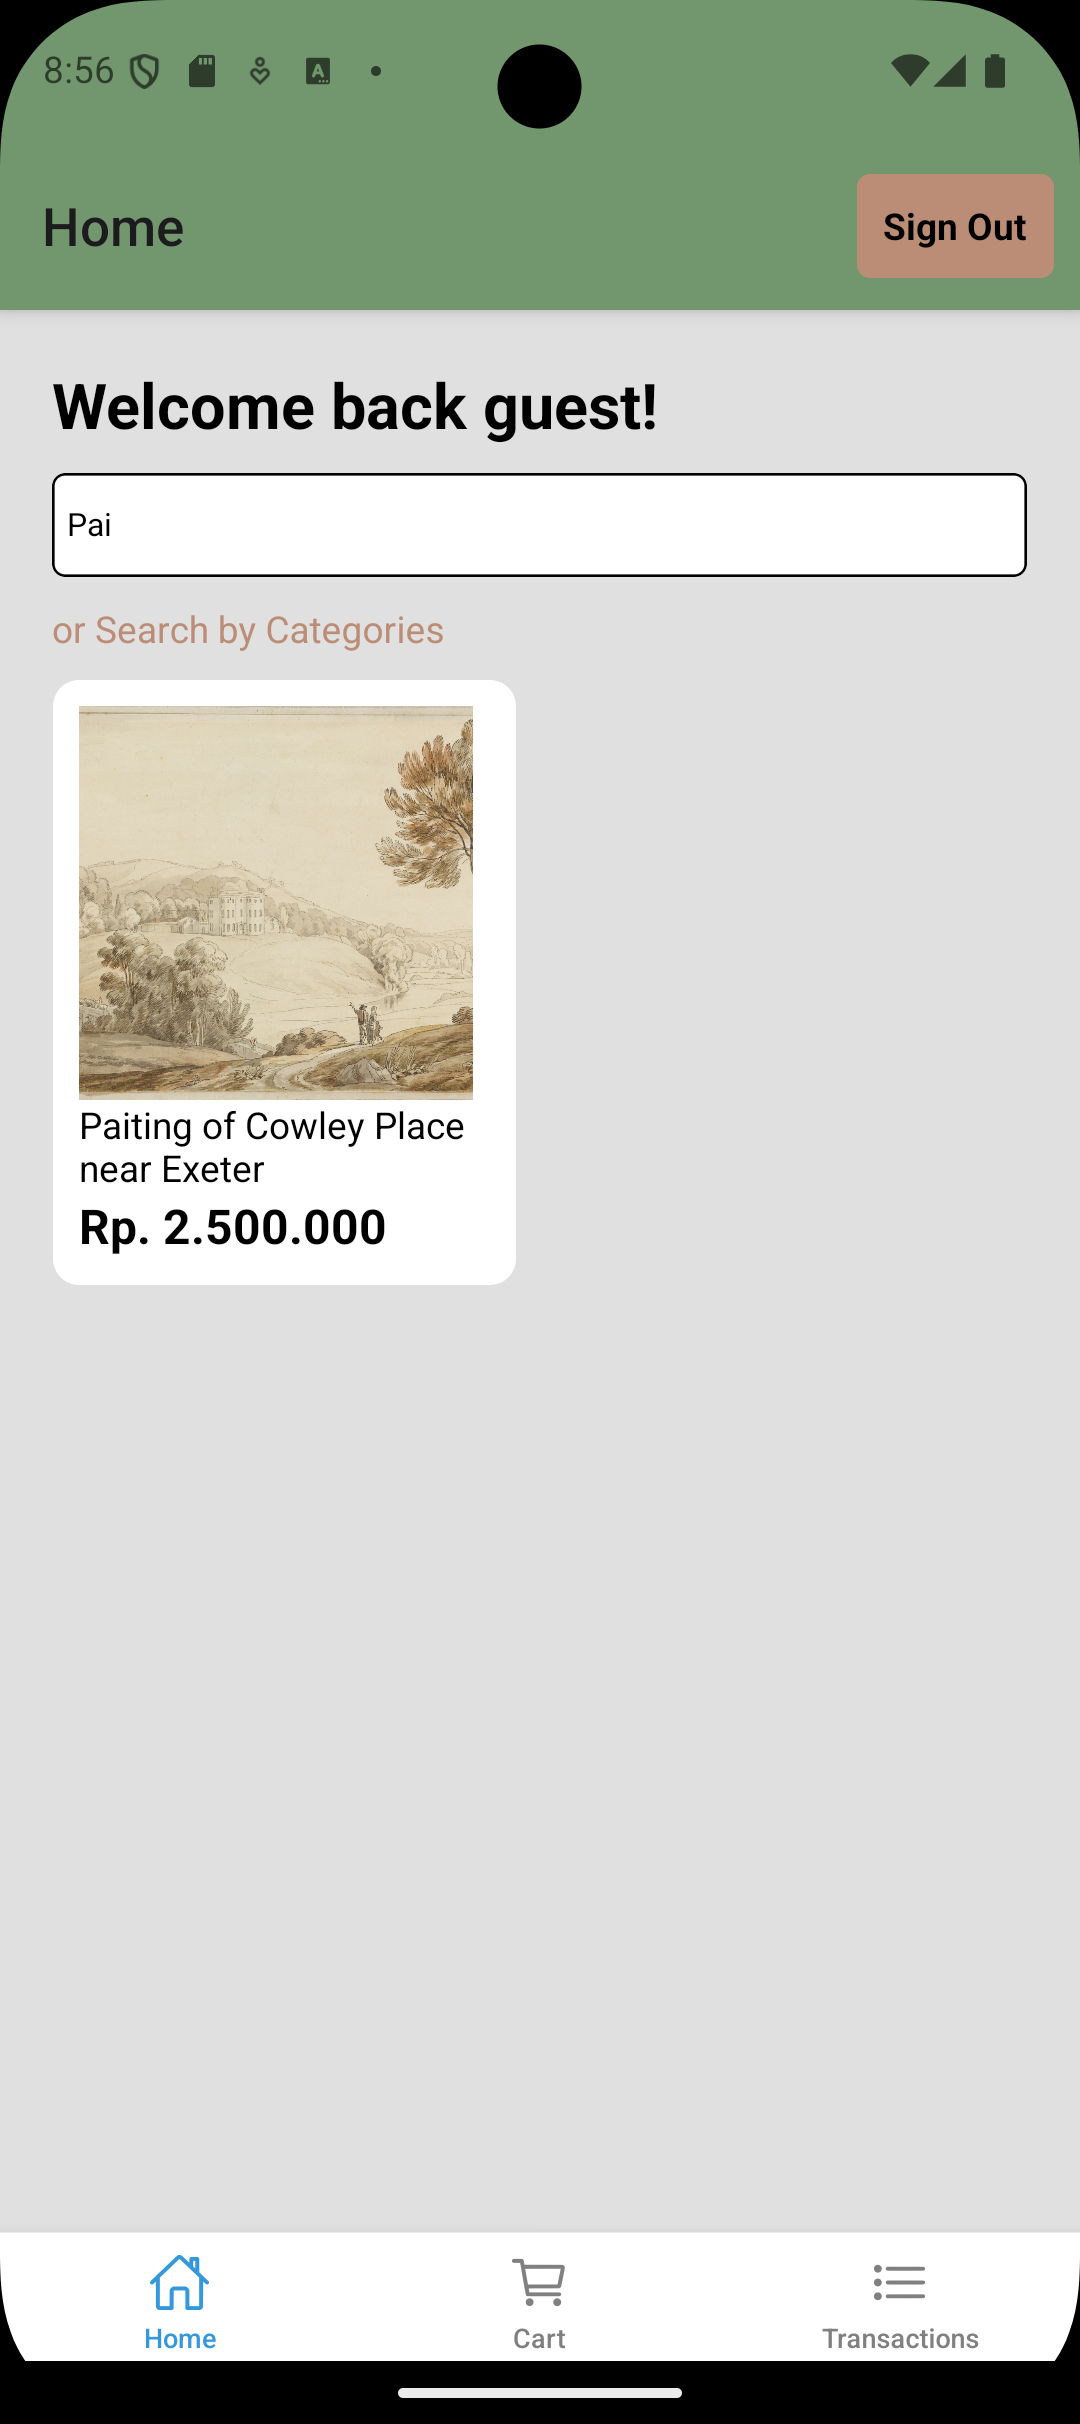 8:56
Home
Sign Out
Welcome back guest!
Pai
or Search by Categories
Paiting of Cowley Place
near Exeter
Rp. 2.500.000
Home
Cart
Transactions